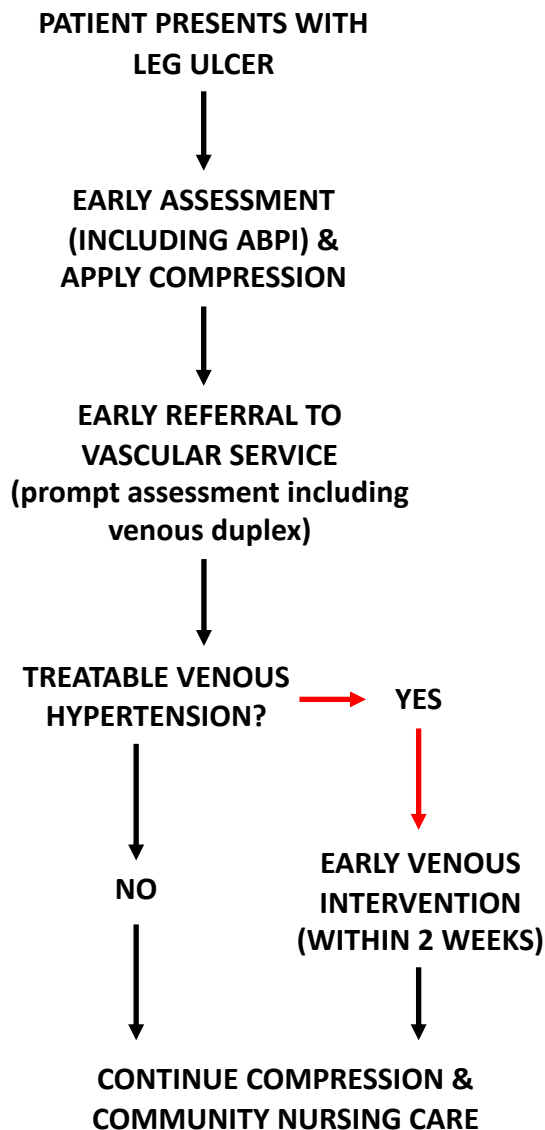 PATIENT PRESENTS WITH
LEG ULCER
EARLY ASSESSMENT
(INCLUDING ABPI) &
APPLY COMPRESSION
EARLY REFERRAL TO
VASCULAR SERVICE
(prompt assessment including
venous duplex)
TREATABLE VENOUS
HYPERTENSION?
YES
NO
EARLY VENOUS
INTERVENTION
(WITHIN 2 WEEKS)
CONTINUE COMPRESSION &
COMMUNITY NURSING CARE